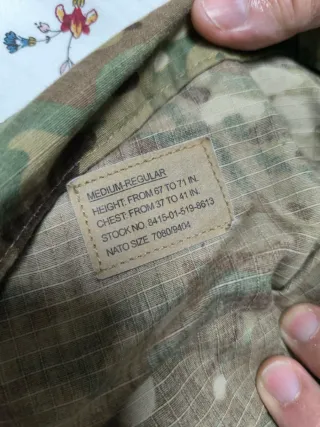 MEDIUM-REGULAR
HEIGHT: FROM 67 TO 71 IN.
CHEST: FROM 37 TO 41 IN.
STOCK NO. 8415-01-519-8613
NATO SIZE 7080/9404